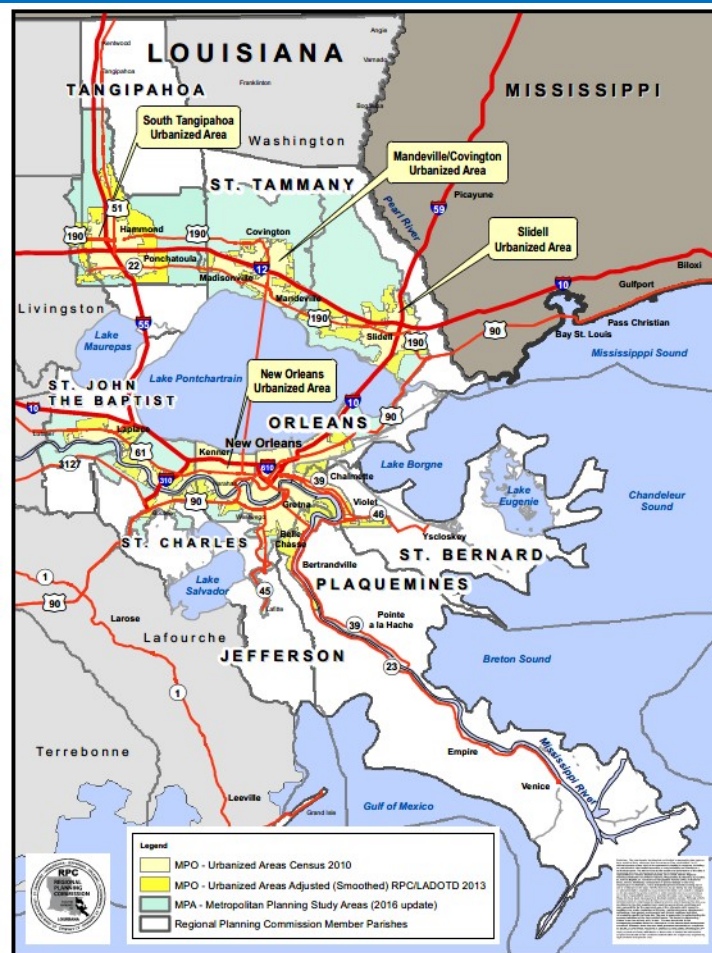 Kentwood
Angie
LOUISIANA
Varnado
Tangipahoa
Franklinton
TANGIPAHOA
MISSISSIPPI
South Tangipahoa
Urbanized Area
Washington
Mandeville/Covington
Urbanized Area
ST. TAMMANY
Picayune
Pearl River
51
59
Slidell
Urbanized Area
190
Hammond
190
Covington
22
Ponchatoula
12
Madisonville
Mandeville
10
Biloxi
Gulfport
Livingston
190
Slidell
190
90
Pass Christian
Bay St. Louis
55
Lake
Maurepas
Mississippp Sound
New Orleans
Urbanized Area
Lake Pontchartrain
ST. JOHN
THE BAPTIST
10
10
90
ORLEANS
Laplace
61
Kenner
New Orleans
3127
310
610
39
Chalmette
Lake Borgne
Lake
Eugenie
Chandeleur
Sound
90
Gretna
Violet
46
Yscloskey
ST. CHARLES
Belle
Chasse
ST. BERNARD
Bertrandville
PLAQUEMINES
Lake
Salvador
1
90
45
Lafitte
39
Pointe
a la Hache
Larose
Lafourche
JEFFERSON
23
Breton Sound
1
Terrebonne
Empire
Mississippi River
Venice
Leeville
Grand Isle
Gulf of Mexico
Legend
MPO - Urbanized Areas Census 2010
MPO - Urbanized Areas Adjusted (Smoothed) RPC/LADOTD 2013
MPA - Metropolitan Planning Study Areas (2016 update)
Regional Planning Commission Member Parishes
RPC
REGIONAL
PLANNING
COMMISSION
LOUISIANA